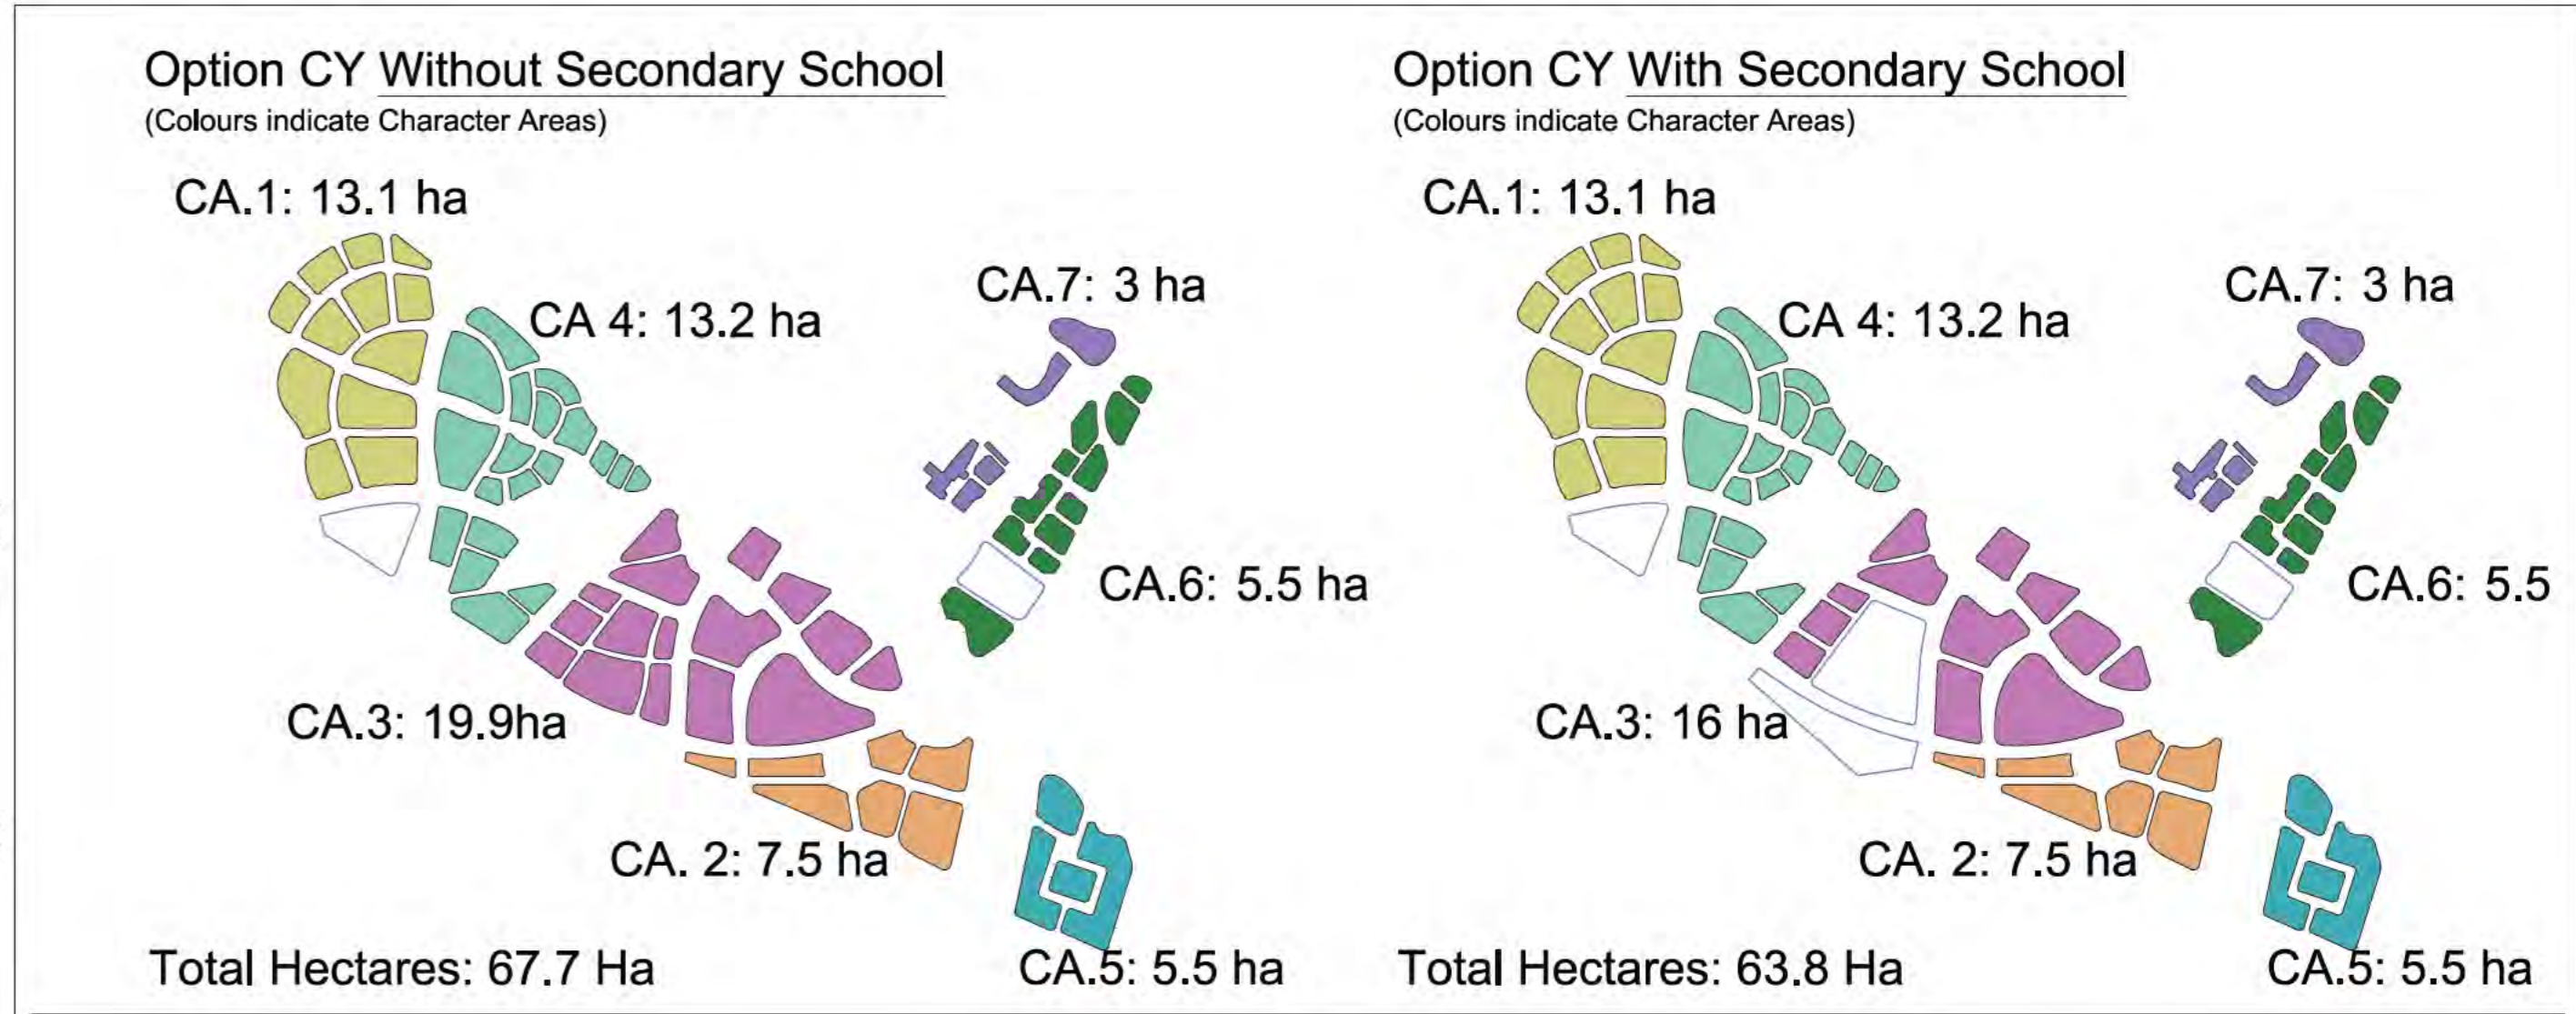 Option CY Without Secondary School
(Colours indicate Character Areas)
CA.1: 13.1 ha
CA 4: 13.2 ha
CA.7: 3 ha
CA.6: 5.5 ha
CA.3: 19.9ha
CA. 2: 7.5 ha
CA.5: 5.5 ha
Total Hectares: 67.7 Ha
Option CY With Secondary School
(Colours indicate Character Areas)
CA.1: 13.1 ha
CA 4: 13.2 ha
CA.7: 3 ha
CA.6: 5.5
CA.3: 16 ha
CA. 2: 7.5 ha
CA.5: 5.5 ha
Total Hectares: 63.8 Ha